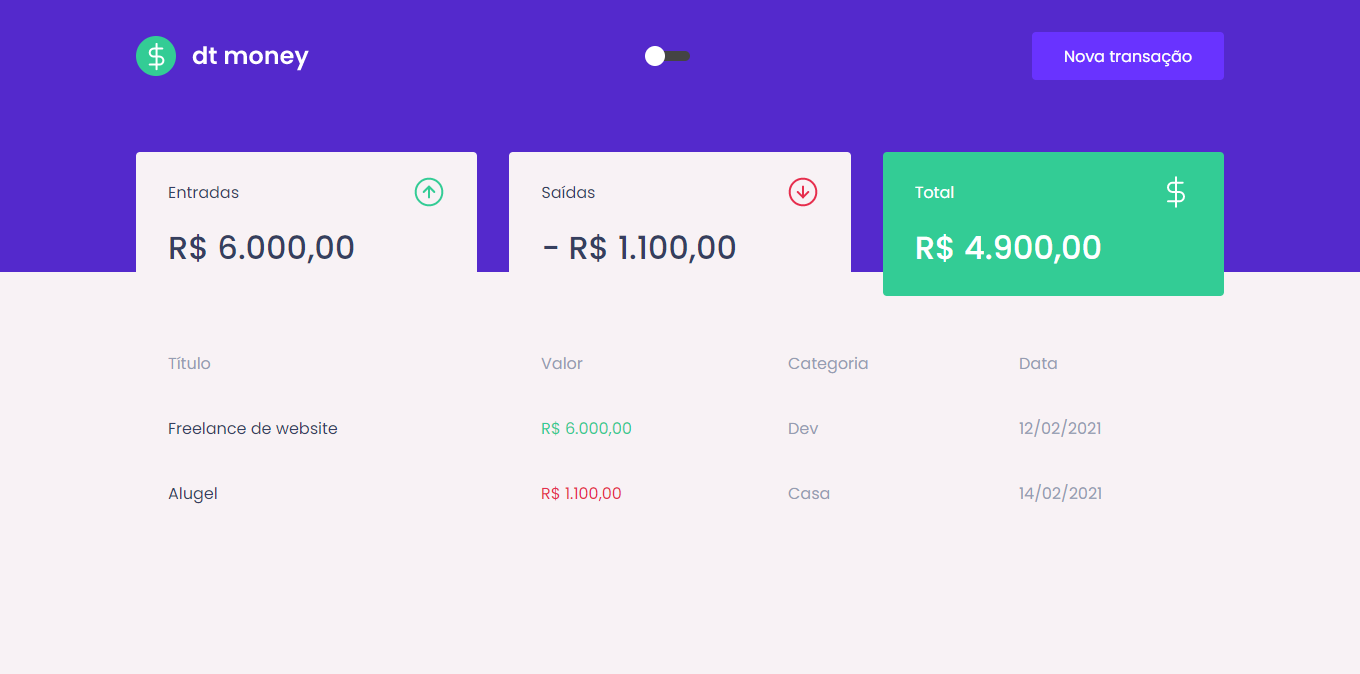 dt money
Nova transação
Entradas
R$ 6.000,00
Saídas
- R$ 1.100,00
Total
R$ 4.900,00
Título Valor Categoria Data
Freelance de website R$ 6.000,00 Dev 12/02/2021
Alugel R$ 1.100,00 Casa 14/02/2021